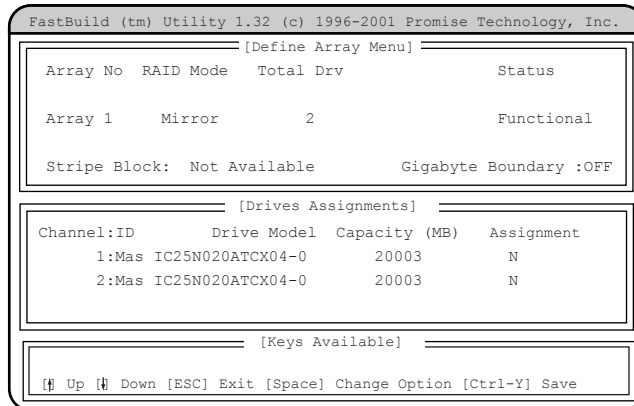 FastBuild (tm) Utility 1.32 (c) 1996-2001 Promise Technology, Inc.
[Define Array Menu]
Array No RAID Mode Total Drv Status
Array 1 Mirror 2 Functional
Stripe Block: Not Available Gigabyte Boundary :OFF
[Drives Assignments]
Channel:ID Drive Model Capacity (MB) Assignment
1:Mas IC25N020ATCX04-0 20003 N
2:Mas IC25N020ATCX04-0 20003 N
[Keys Available]
[↑] Up [↓] Down [ESC] Exit [Space] Change Option [Ctrl-Y] Save